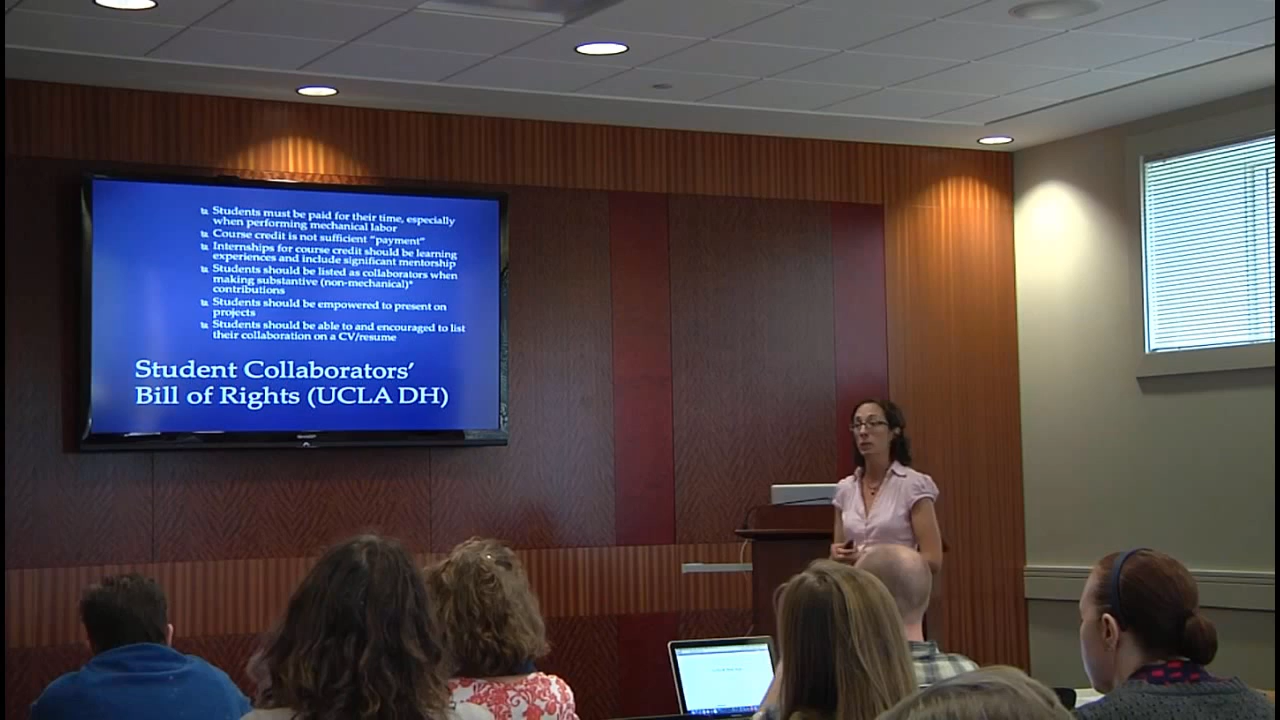 Students must be paid for their time, especially
when performing mechanical labor
Course credit is not sufficient "payment"
Internships for course credit should be learning
experiences and include significant mentorship
Students should be listed as collaborators when
making substantive (non-mechanical)*
contributions
Students should be empowered to present on
projects
Students should be able to and encouraged to list
their collaboration on a CV/resume
Student Collaborators'
Bill of Rights (UCLA DH)
SHARP